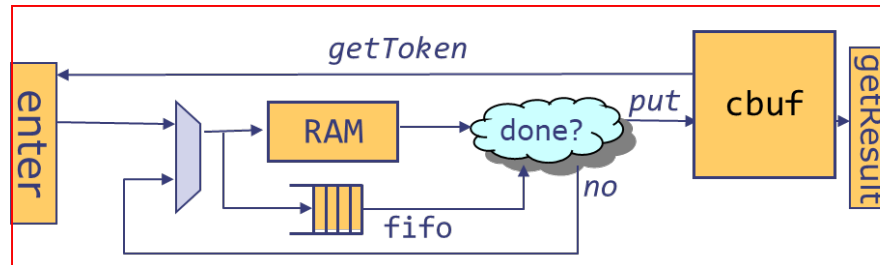 getToken
enter
RAM
done?
put
cbuf
getResult
no
fifo